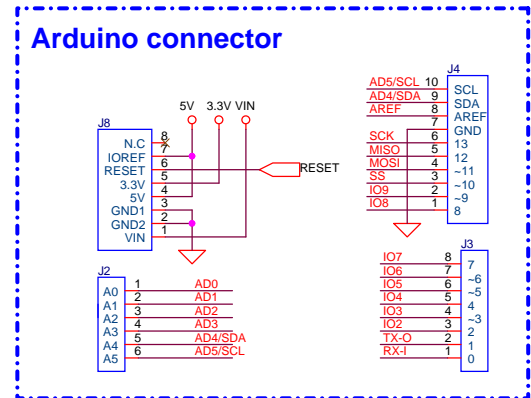 Arduino connector
J8
5V 3.3V VIN
N.C 8
IOREF 7
RESET 6 RESET
3.3V 5
5V 4
GND1 3
GND2 2
VIN 1
J2
A0 1 AD0
A1 2 AD1
A2 3 AD2
A3 4 AD3
A4 5 AD4/SDA
A5 6 AD5/SCL
J4
AD5/SCL 10 SCL
AD4/SDA 9 SDA
AREF 8 AREF
7 GND
SCK 6 13
MISO 5 12
MOSI 4 ~11
SS 3 ~10
IO9 2 ~9
IO8 1 8
J3
IO7 8 7
IO6 7 ~6
IO5 6 ~5
IO4 5 4
IO3 4 ~3
IO2 3 2
TX-O 2 1
RX-I 1 0